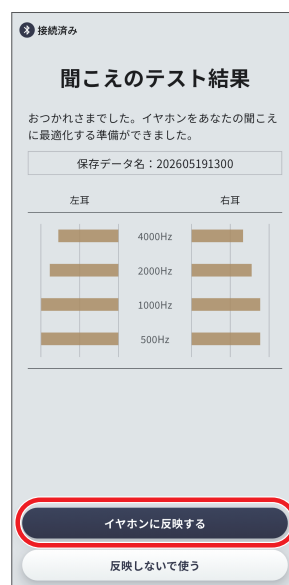 接続済み
聞こえのテスト結果
おつかれさまでした。イヤホンをあなたの聞こえ
に最適化する準備ができました。
保存データ名：202605191300
左耳 右耳
4000Hz
2000Hz
1000Hz
500Hz
イヤホンに反映する
反映しないで使う